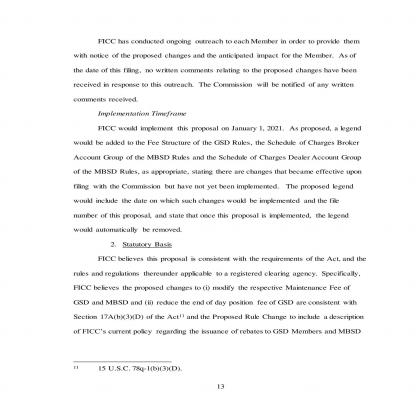 FICC has conducted ongoing outreach to each Member in order to provide them
with notice of the proposed changes and the anticipated impact for the Member. As of
the date of this filing, no written comments relating to the proposed changes have been
received in response to this outreach. The Commission will be notified of any written
comments received.
Implementation Timeframe
FICC would implement this proposal on January 1, 2021. As proposed, a legend
would be added to the Fee Structure of the GSD Rules, the Schedule of Charges Broker
Account Group of the MBSD Rules and the Schedule of Charges Dealer Account Group
of the MBSD Rules, as appropriate, stating there are changes that became effective upon
filing with the Commission but have not yet been implemented. The proposed legend
would include the date on which such changes would be implemented and the file
number of this proposal, and state that once this proposal is implemented, the legend
would automatically be removed.
2. Statutory Basis
FICC believes this proposal is consistent with the requirements of the Act, and the
rules and regulations thereunder applicable to a registered clearing agency. Specifically,
FICC believes the proposed changes to (i) modify the respective Maintenance Fee of
GSD and MBSD and (ii) reduce the end of day position fee of GSD are consistent with
Section 17A(b)(3)(D) of the Act¹¹ and the Proposed Rule Change to include a description
of FICC's current policy regarding the issuance of rebates to GSD Members and MBSD
¹¹ 15 U.S.C. 78q-1(b)(3)(D).
13